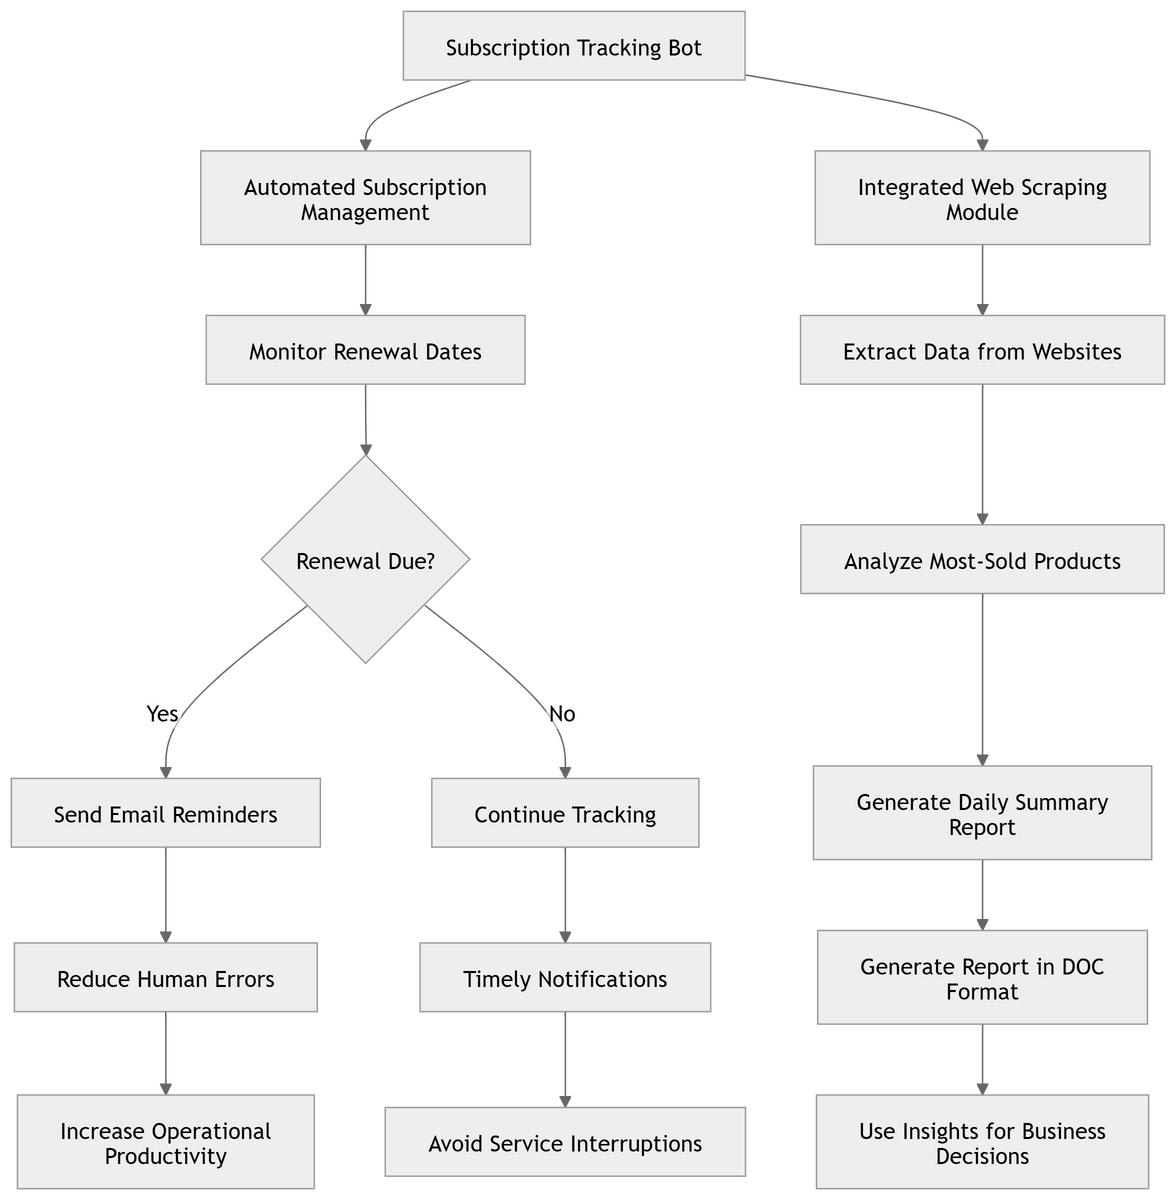 Subscription Tracking Bot
Automated Subscription
Management
Integrated Web Scraping
Module
Monitor Renewal Dates
Extract Data from Websites
Renewal Due?
Analyze Most-Sold Products
Yes
No
Send Email Reminders
Continue Tracking
Generate Daily Summary
Report
Reduce Human Errors
Timely Notifications
Generate Report in DOC
Format
Increase Operational
Productivity
Avoid Service Interruptions
Use Insights for Business
Decisions